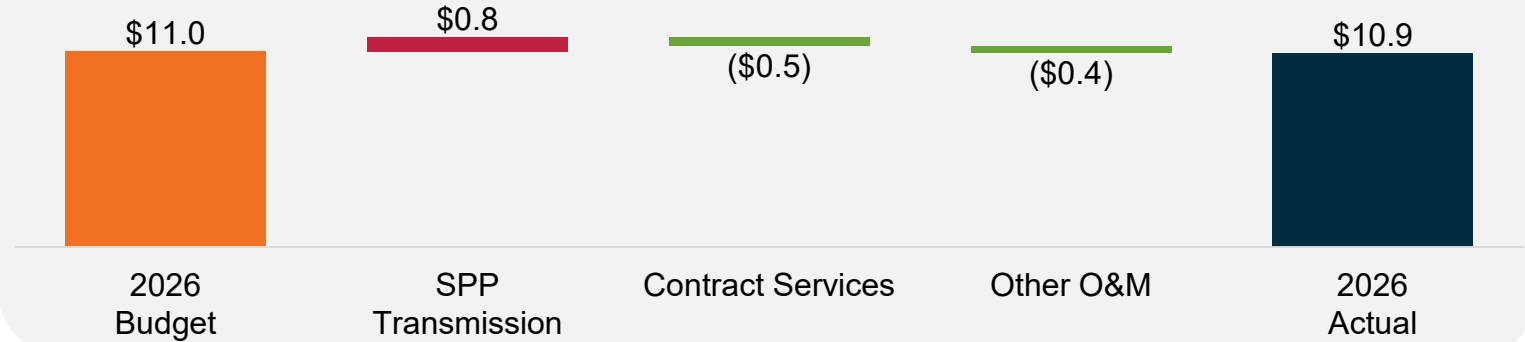 $11.0
$0.8
($0.5)
($0.4)
$10.9
2026
Budget
SPP
Transmission
Contract Services
Other O&M
2026
Actual